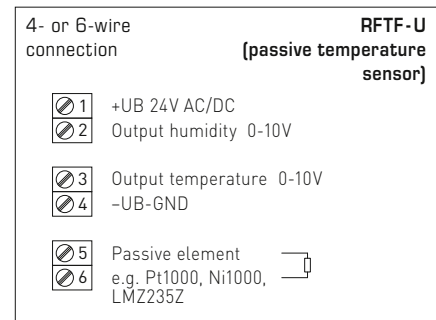 4- or 6-wire RFTF-U
connection (passive temperature
sensor)
1 +UB 24V AC/DC
2 Output humidity 0-10V
3 Output temperature 0-10V
4 –UB-GND
5 Passive element
6 e.g. Pt1000, Ni1000,
LMZ235Z